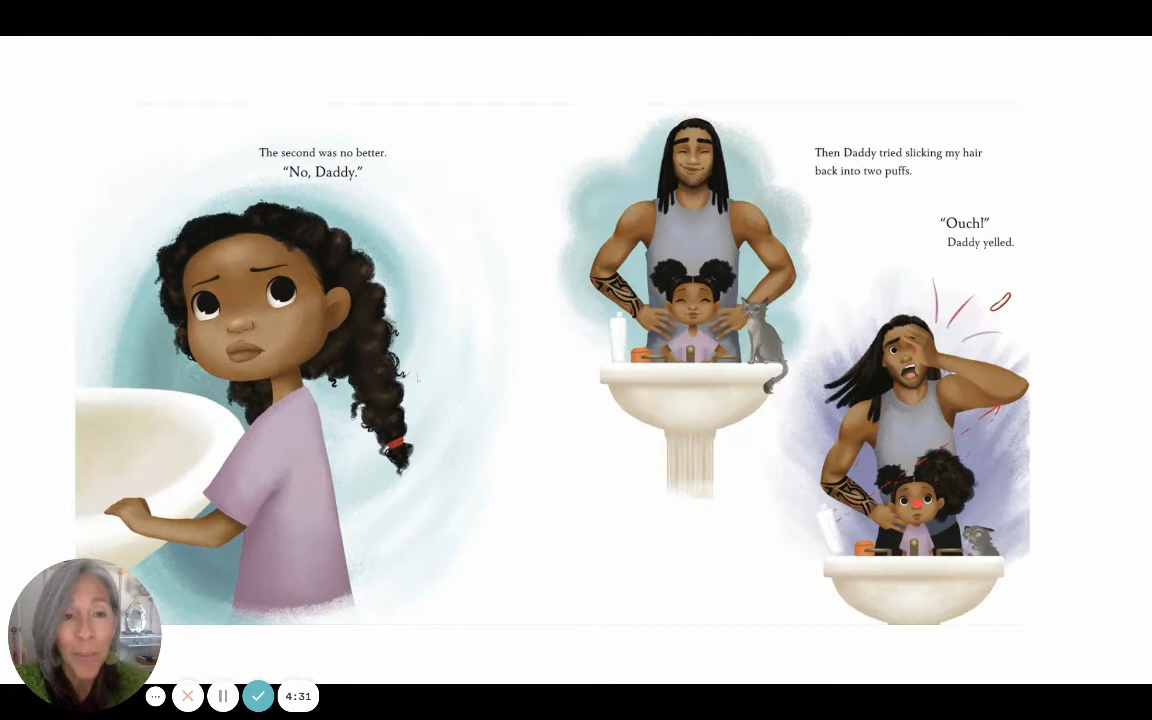 The second was no better.
“No, Daddy.”
Then Daddy tried slicking my hair
back into two puffs.
“Ouch!”
Daddy yelled.
4:31